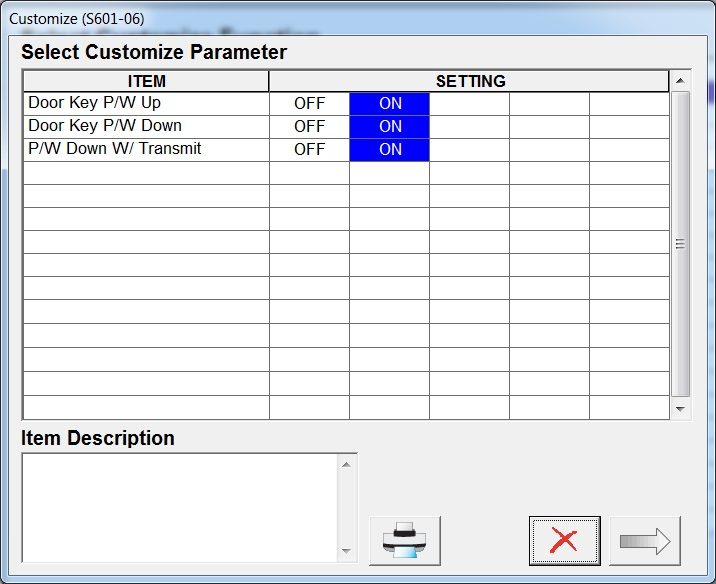 Customize (S601-06)
Select Customize Parameter
ITEM SETTING
Door Key P/W Up OFF ON
Door Key P/W Down OFF ON
P/W Down W/ Transmit OFF ON
Item Description